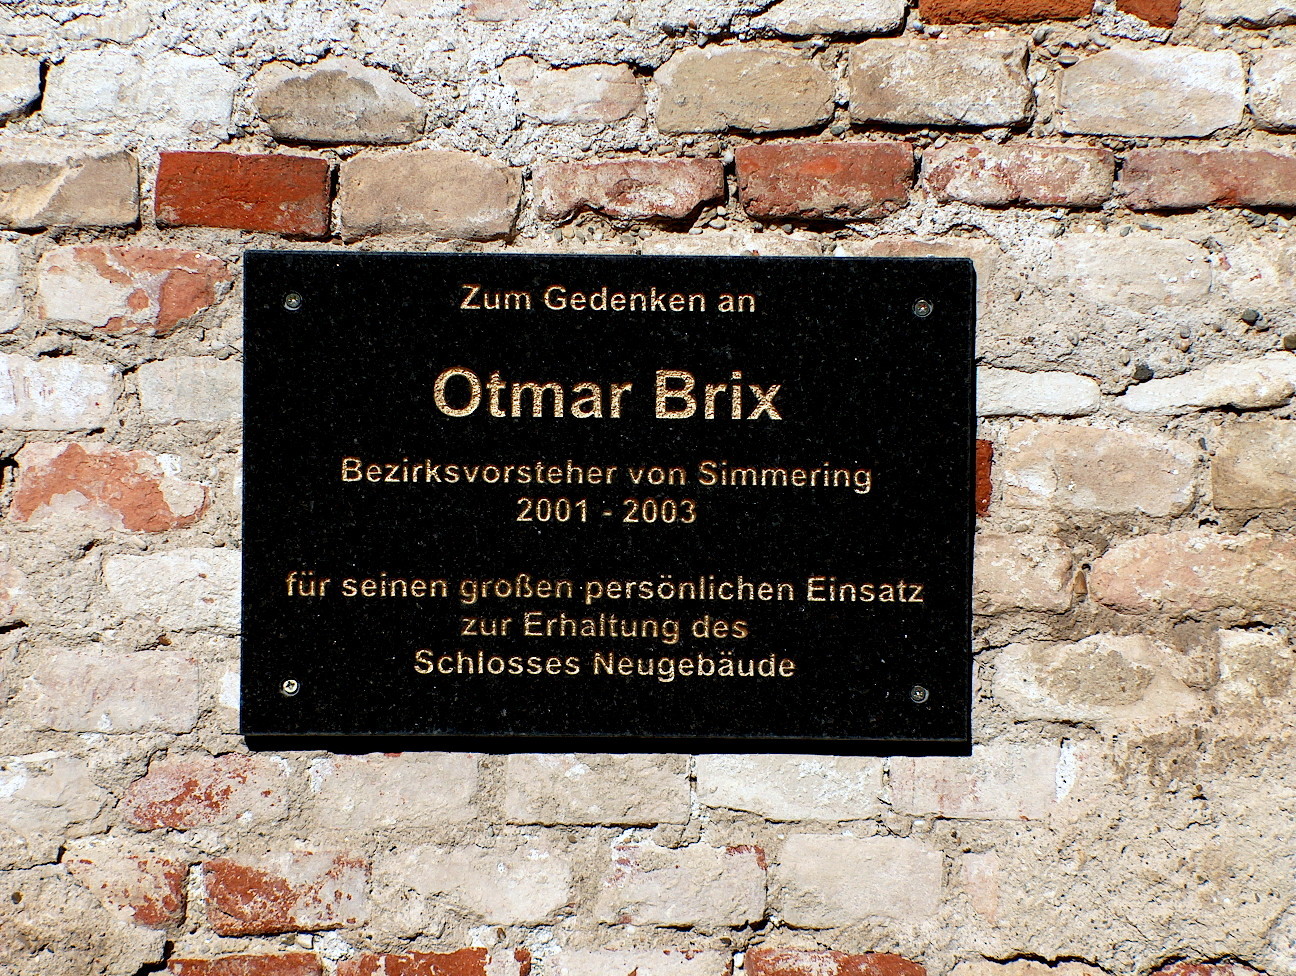 Zum Gedenken an
Otmar Brix
Bezirksvorsteher von Simmering
2001 - 2003
für seinen großen persönlichen Einsatz
zur Erhaltung des
Schlosses Neugebäude